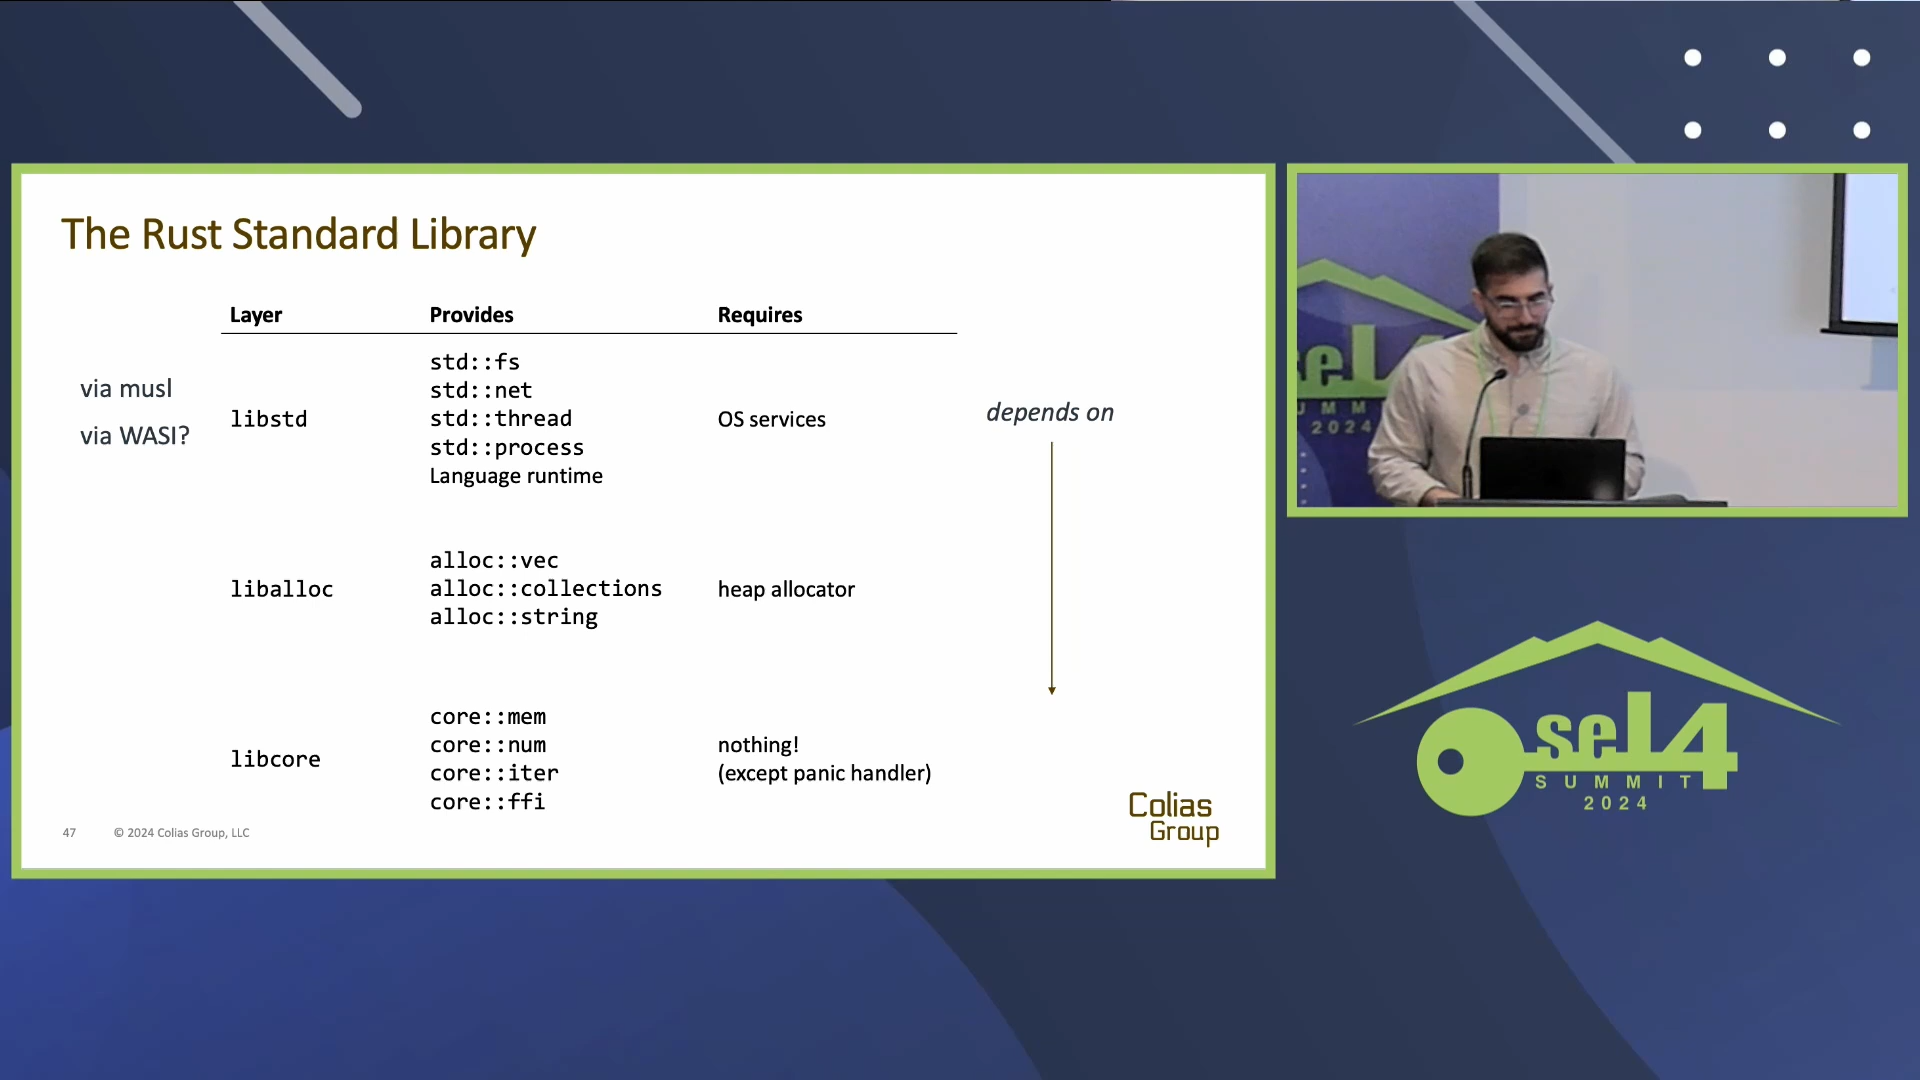 The Rust Standard Library
Layer Provides Requires
via musl
via WASI?
libstd
std::fs
std::net
std::thread
std::process
Language runtime
OS services
depends on
liballoc
alloc::vec
alloc::collections
alloc::string
heap allocator
libcore
core::mem
core::num
core::iter
core::ffi
nothing!
(except panic handler)
47 © 2024 Colias Group, LLC
Colias
Group
seL4
SUMMIT
2024
seL4
2024